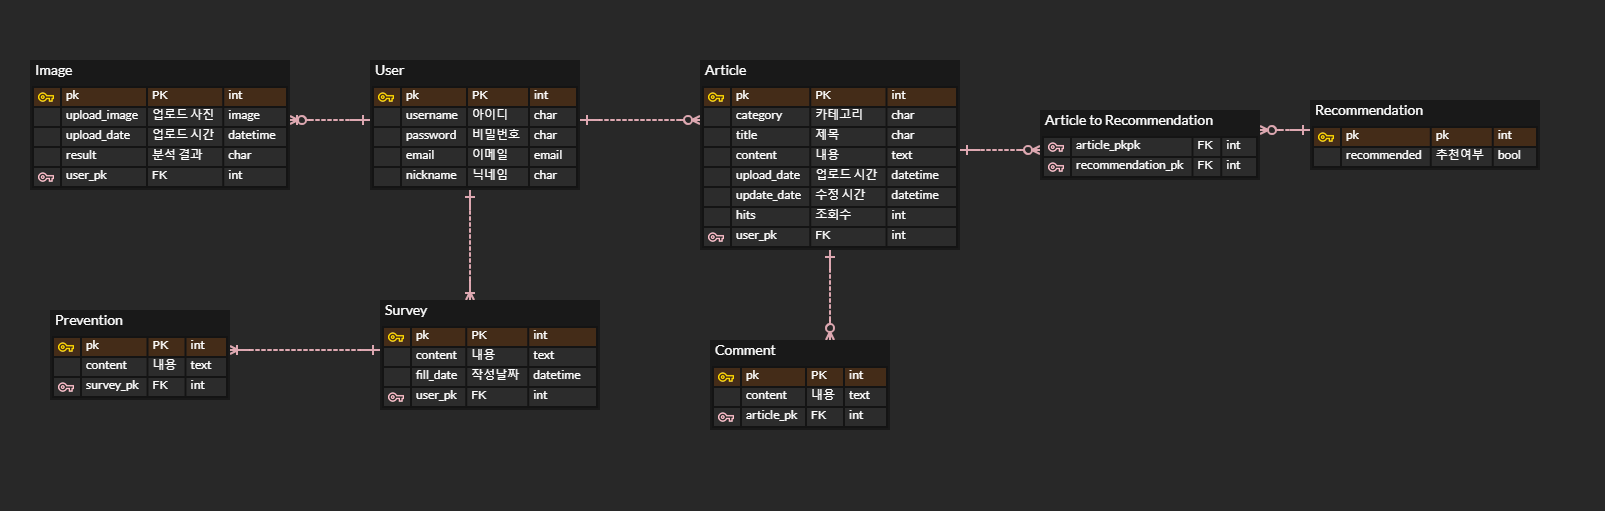 Image
pk PK int
upload_image 업로드 사진 image
upload_date 업로드 시간 datetime
result 분석 결과 char
user_pk FK int
User
pk PK int
username 아이디 char
password 비밀번호 char
email 이메일 email
nickname 닉네임 char
Article
pk PK int
category 카테고리 char
title 제목 char
content 내용 text
upload_date 업로드 시간 datetime
update_date 수정 시간 datetime
hits 조회수 int
user_pk FK int
Article to Recommendation
article_pkpk FK int
recommendation_pk FK int
Recommendation
pk pk int
recommended 추천여부 bool
Prevention
pk PK int
content 내용 text
survey_pk FK int
Survey
pk PK int
content 내용 text
fill_date 작성날짜 datetime
user_pk FK int
Comment
pk PK int
content 내용 text
article_pk FK int